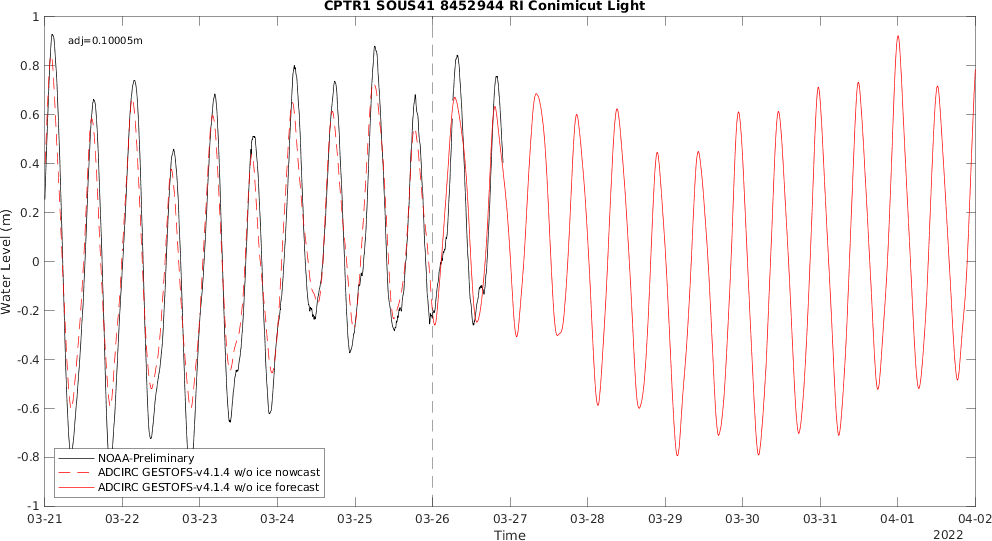 CPTR1 SOUS41 8452944 RI Conimicut Light
adj=0.10005m
Water Level (m)
1
0.8
0.6
0.4
0.2
0
-0.2
-0.4
-0.6
-0.8
-1
NOAA-Preliminary
ADCIRC GESTOFS-v4.1.4 w/o ice nowcast
ADCIRC GESTOFS-v4.1.4 w/o ice forecast
03-21 03-22 03-23 03-24 03-25 03-26 03-27 03-28 03-29 03-30 03-31 04-01 04-02
Time
2022